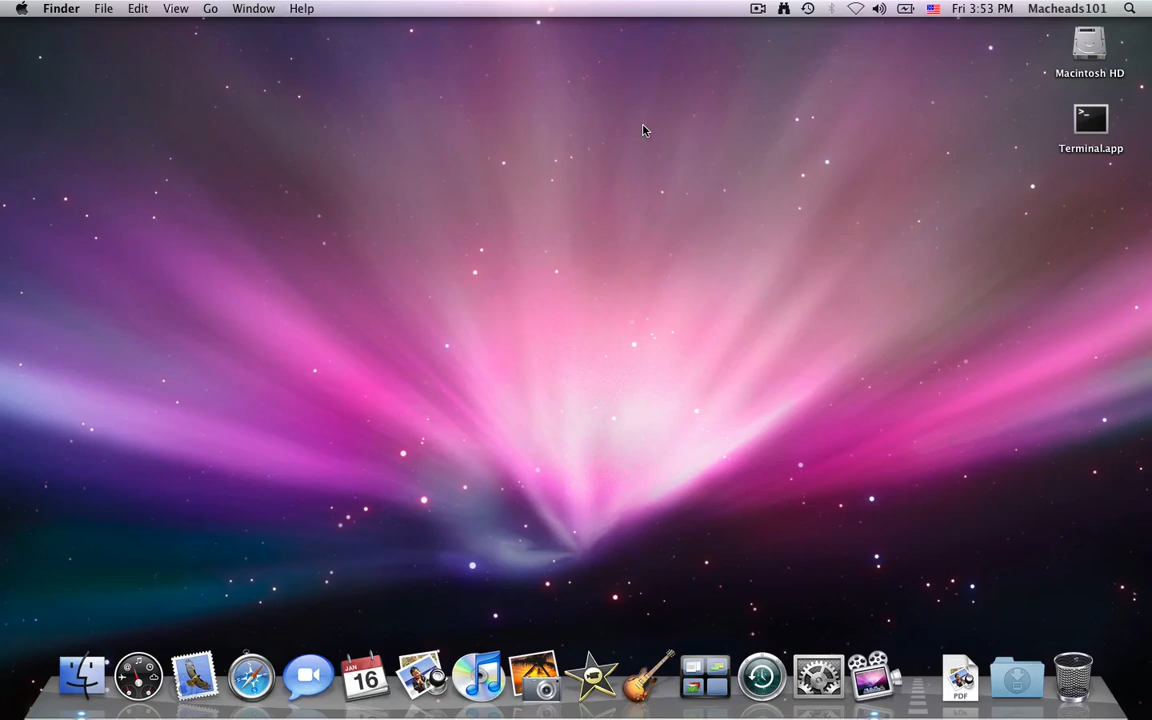 Finder File Edit View Go Window Help Fri 3:53 PM Macheads101
Macintosh HD
>_
Terminal.app
JAN
16
PDF